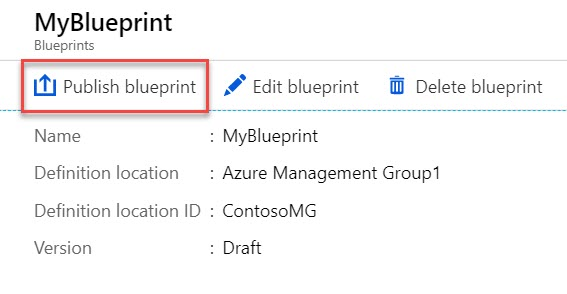 MyBlueprint
Blueprints
Publish blueprint Edit blueprint Delete blueprint
Name : MyBlueprint
Definition location : Azure Management Group1
Definition location ID : ContosoMG
Version : Draft